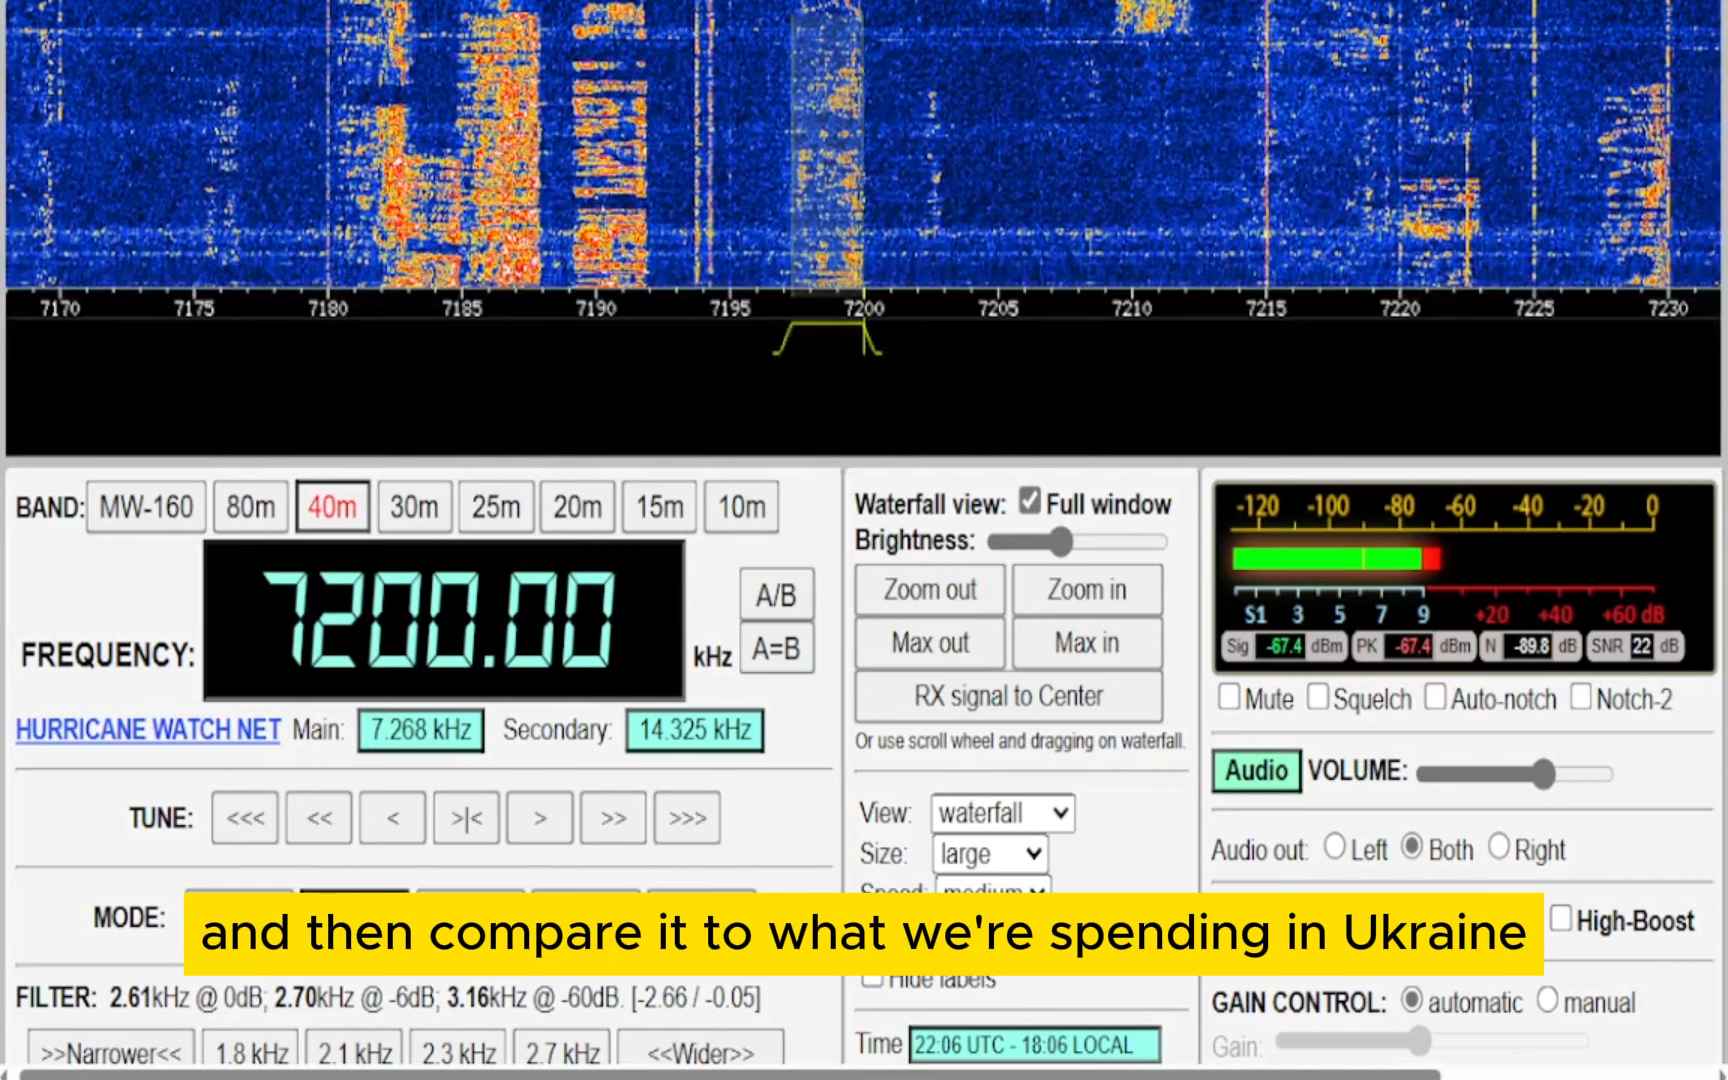 7170 7175 7180 7185 7190 7195 7200 7205 7210 7215 7220 7225 7230
BAND: MW-160 80m 40m 30m 25m 20m 15m 10m
FREQUENCY: 7200.00 kHz A/B
A=B
HURRICANE WATCH NET Main: 7.268 kHz Secondary: 14.325 kHz
TUNE: <<< << < >|< > >> >>>
MODE:
FILTER: 2.61kHz @ 0dB; 2.70kHz @ -6dB; 3.16kHz @ -60dB. [-2.66 / -0.05]
>>Narrower<< 1.8 kHz 2.1 kHz 2.3 kHz 2.7 kHz <<Wider>>
Waterfall view: Full window
Brightness:
Zoom out Zoom in
Max out Max in
RX signal to Center
Or use scroll wheel and dragging on waterfall.
View: waterfall
Size: large
Speed: medium
Hide labels
Time 22:06 UTC - 18:06 LOCAL
-120 -100 -80 -60 -40 -20 0
S1 3 5 7 9 +20 +40 +60 dB
Sig -67.4 dBm PK -67.4 dBm N -89.8 dB SNR 22 dB
Mute Squelch Auto-notch Notch-2
Audio VOLUME:
Audio out: Left Both Right
High-Boost
GAIN CONTROL: automatic manual
Gain:
and then compare it to what we're spending in Ukraine